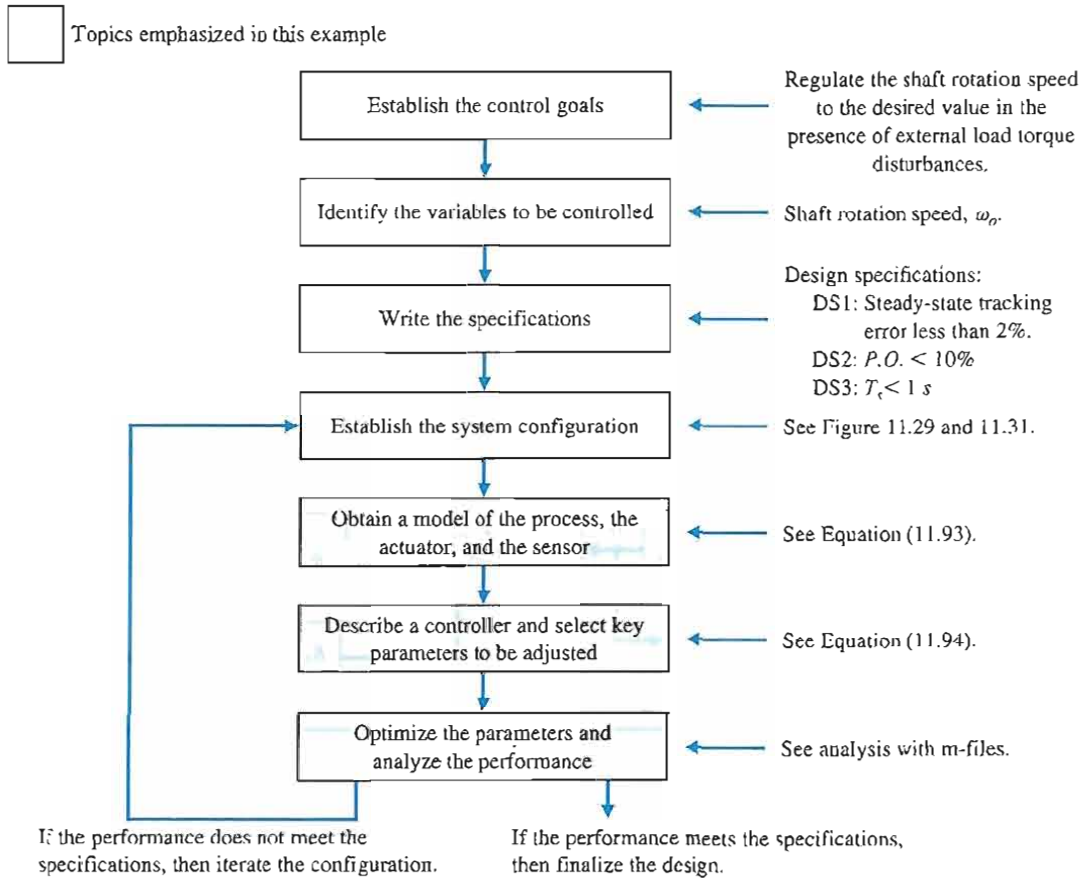 Topics emphasized in this example
Establish the control goals
Regulate the shaft rotation speed
to the desired value in the
presence of external load torque
disturbances.
Identify the variables to be controlled
Shaft rotation speed, ωₒ.
Write the specifications
Design specifications:
DS1: Steady-state tracking
error less than 2%.
DS2: P.O. < 10%
DS3: Tₛ < 1 s
Establish the system configuration
See Figure 11.29 and 11.31.
Obtain a model of the process, the
actuator, and the sensor
See Equation (11.93).
Describe a controller and select key
parameters to be adjusted
See Equation (11.94).
Optimize the parameters and
analyze the performance
See analysis with m-files.
If the performance does not meet the
specifications, then iterate the configuration.
If the performance meets the specifications,
then finalize the design.